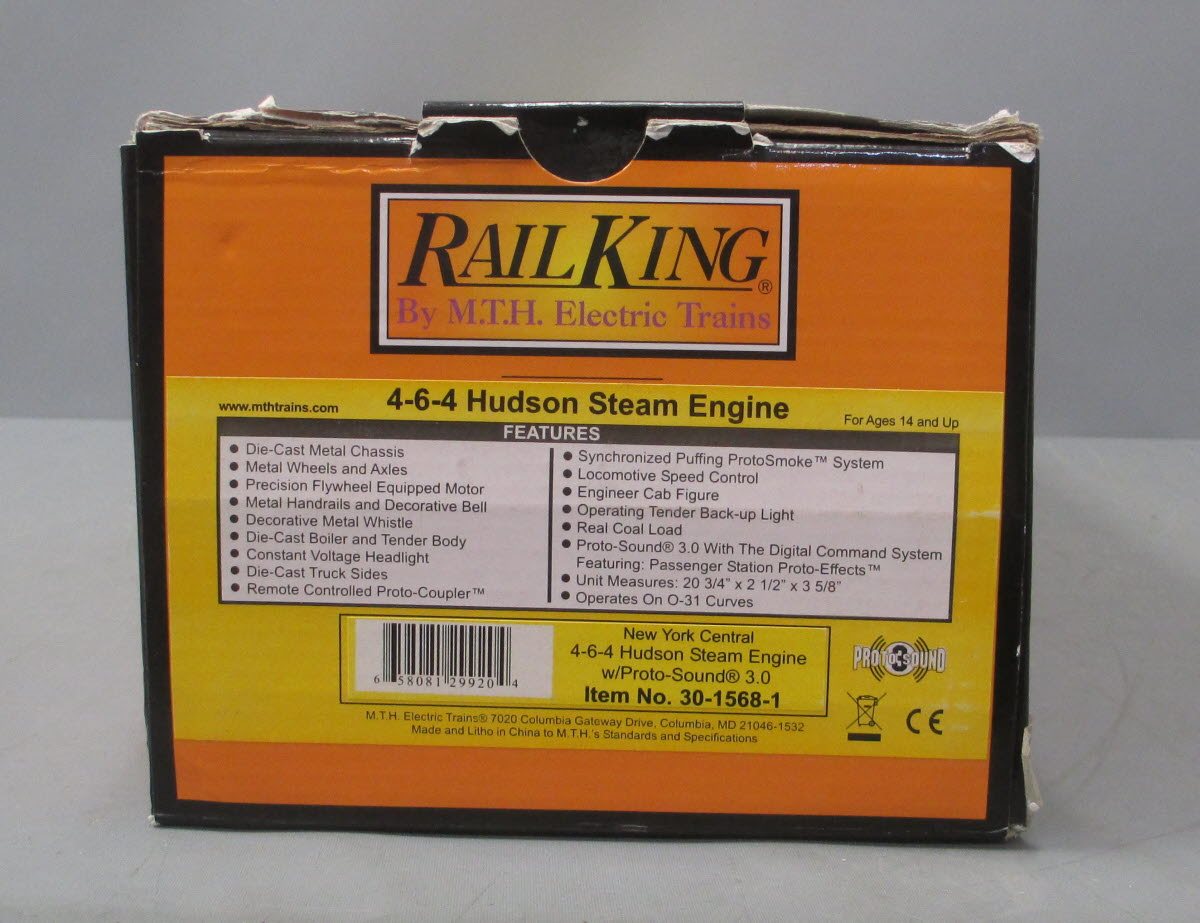 RAILKING®
By M.T.H. Electric Trains
www.mthtrains.com
4-6-4 Hudson Steam Engine
For Ages 14 and Up
FEATURES
● Die-Cast Metal Chassis
● Metal Wheels and Axles
● Precision Flywheel Equipped Motor
● Metal Handrails and Decorative Bell
● Decorative Metal Whistle
● Die-Cast Boiler and Tender Body
● Constant Voltage Headlight
● Die-Cast Truck Sides
● Remote Controlled Proto-Coupler™
● Synchronized Puffing ProtoSmoke™ System
● Locomotive Speed Control
● Engineer Cab Figure
● Operating Tender Back-up Light
● Real Coal Load
● Proto-Sound® 3.0 With The Digital Command System
Featuring: Passenger Station Proto-Effects™
● Unit Measures: 20 3/4” x 2 1/2” x 3 5/8”
● Operates On O-31 Curves
6 58081 29920 4
New York Central
4-6-4 Hudson Steam Engine
w/Proto-Sound® 3.0
Item No. 30-1568-1
PROTO 3 SOUND
CE
M.T.H. Electric Trains® 7020 Columbia Gateway Drive, Columbia, MD 21046-1532
Made and Litho in China to M.T.H.'s Standards and Specifications